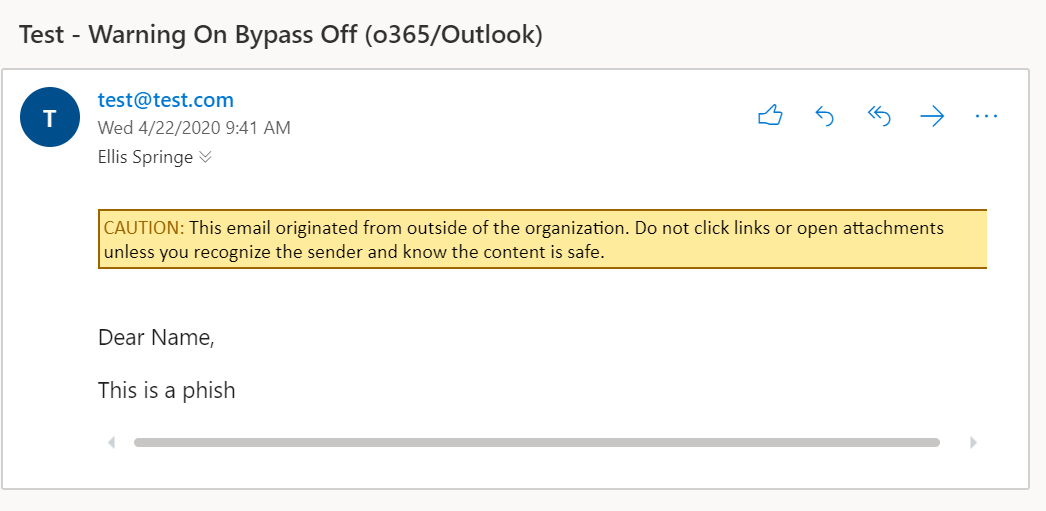 Test - Warning On Bypass Off (o365/Outlook)
T
test@test.com
Wed 4/22/2020 9:41 AM
Ellis Springe
CAUTION: This email originated from outside of the organization. Do not click links or open attachments
unless you recognize the sender and know the content is safe.
Dear Name,
This is a phish